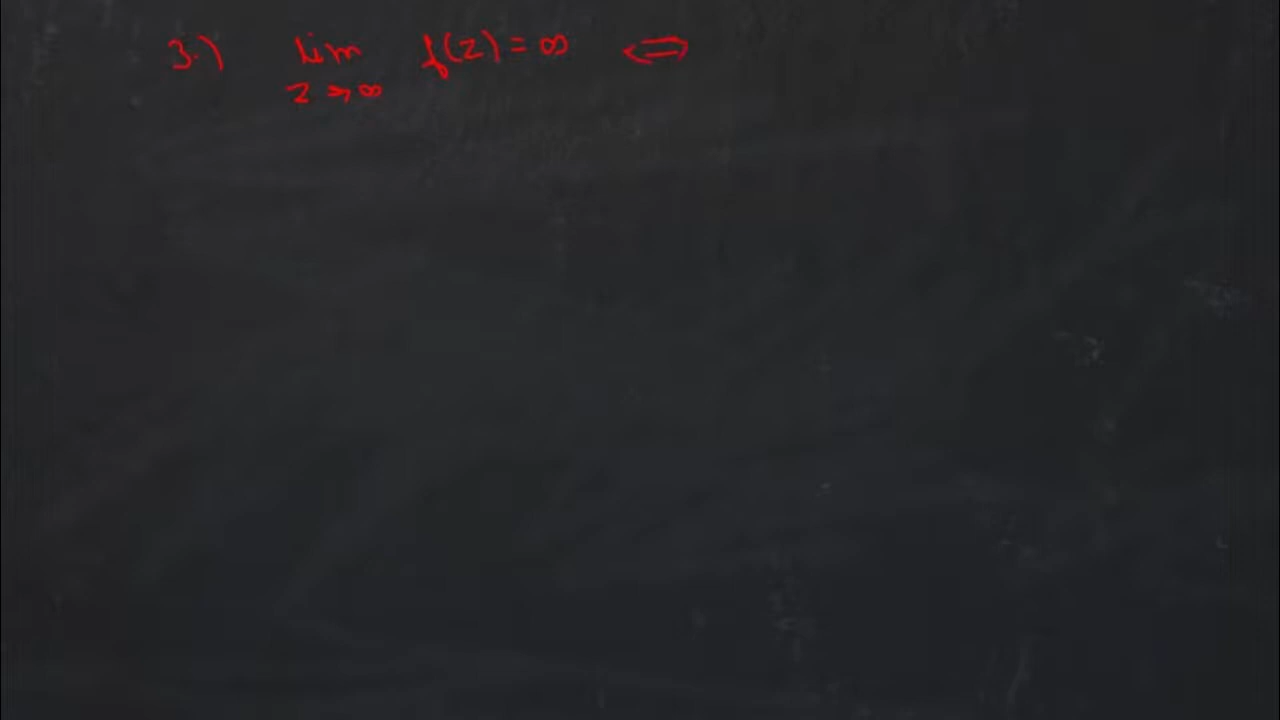 3.) lim f(z) = ∞ ⇔
z → ∞